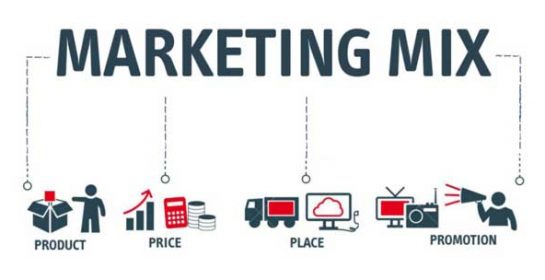 MARKETING MIX
PRODUCT
PRICE
PLACE
PROMOTION